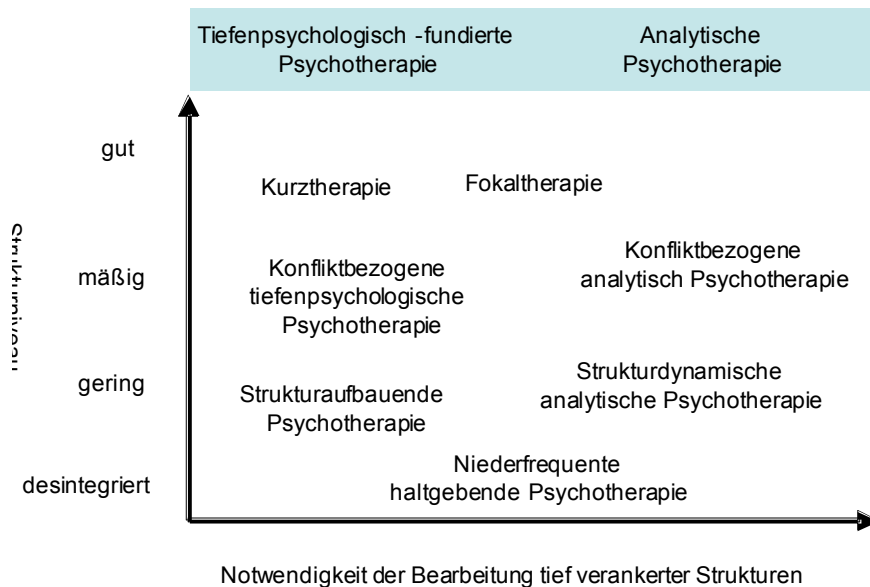 Tiefenpsychologisch -fundierte
Psychotherapie
Analytische
Psychotherapie
gut
Kurztherapie
Fokaltherapie
Strukturniveau
mäßig
Konfliktbezogene
tiefenpsychologische
Psychotherapie
Konfliktbezogene
analytisch Psychotherapie
gering
Strukturaufbauende
Psychotherapie
Strukturdynamische
analytische Psychotherapie
desintegriert
Niederfrequente
haltgebende Psychotherapie
Notwendigkeit der Bearbeitung tief verankerter Strukturen